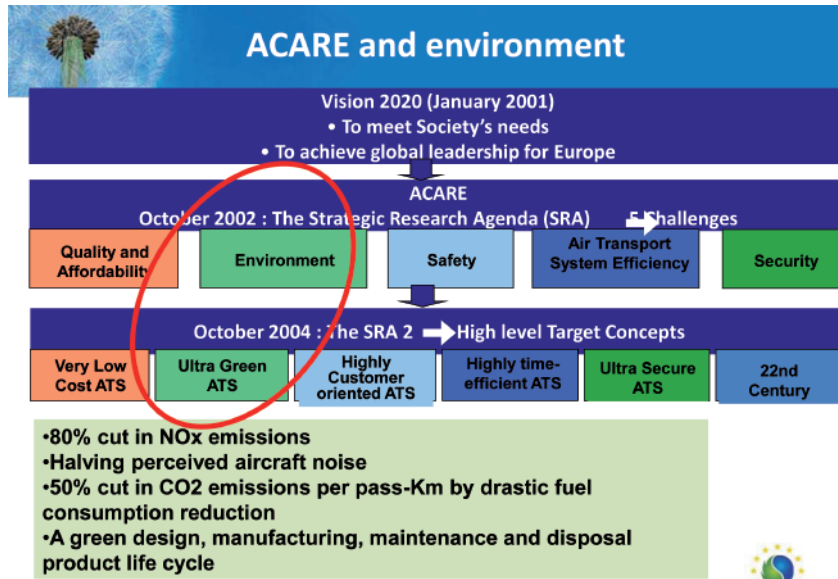 ACARE and environment
Vision 2020 (January 2001)
• To meet Society's needs
• To achieve global leadership for Europe
ACARE
October 2002 : The Strategic Research Agenda (SRA) 5 Challenges
Quality and
Affordability
Environment
Safety
Air Transport
System Efficiency
Security
October 2004 : The SRA 2 High level Target Concepts
Very Low
Cost ATS
Ultra Green
ATS
Highly
Customer
oriented ATS
Highly time-
efficient ATS
Ultra Secure
ATS
22nd
Century
•80% cut in NOx emissions
•Halving perceived aircraft noise
•50% cut in CO2 emissions per pass-Km by drastic fuel
consumption reduction
•A green design, manufacturing, maintenance and disposal
product life cycle